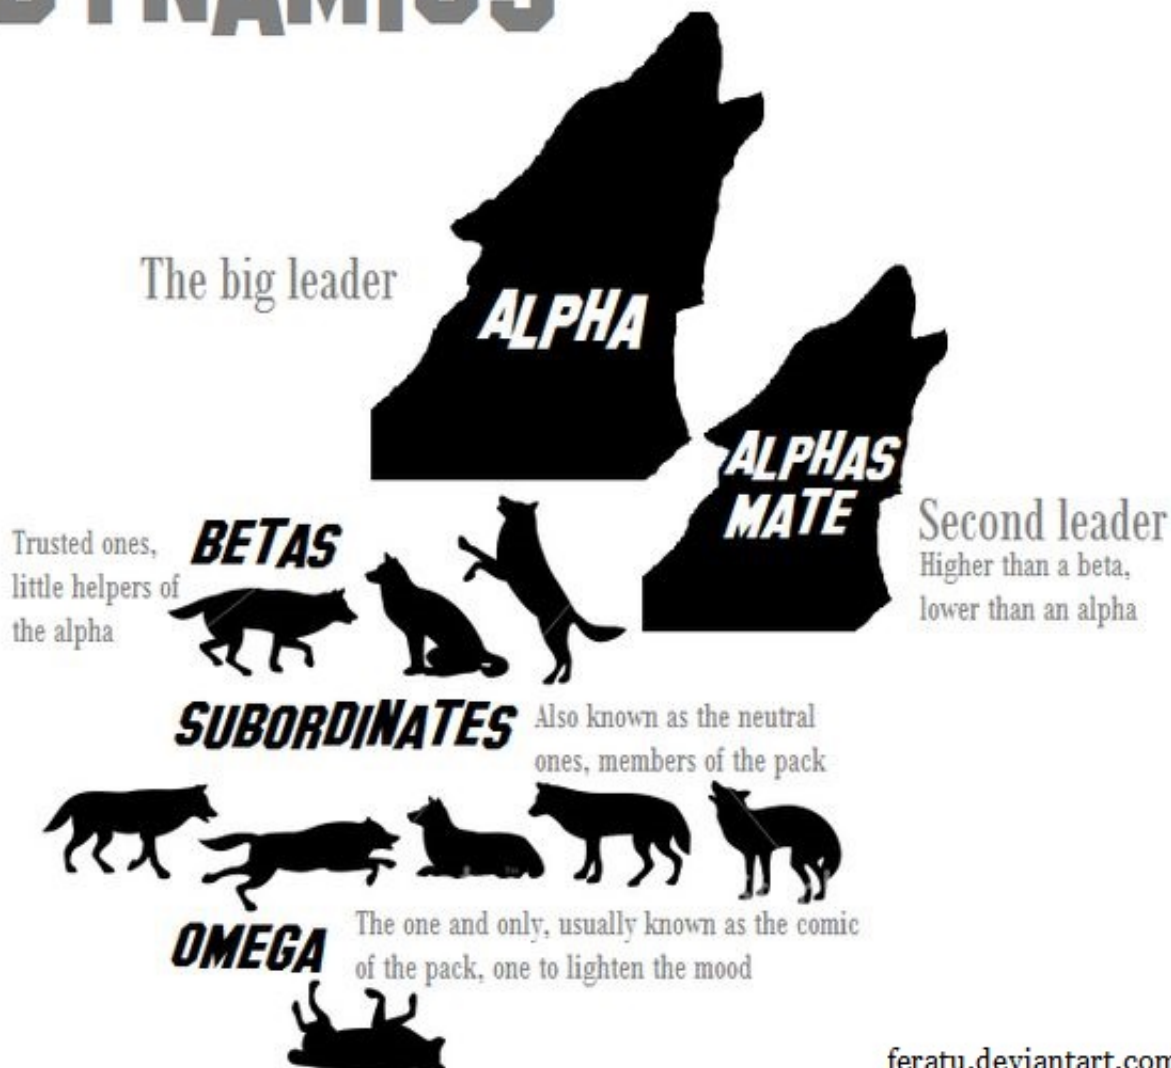 DYNAMICS
The big leader
ALPHA
ALPHAS
MATE
Second leader
Higher than a beta,
lower than an alpha
BETAS
Trusted ones,
little helpers of
the alpha
SUBORDINATES
Also known as the neutral
ones, members of the pack
OMEGA
The one and only, usually known as the comic
of the pack, one to lighten the mood
feratu.deviantart.com